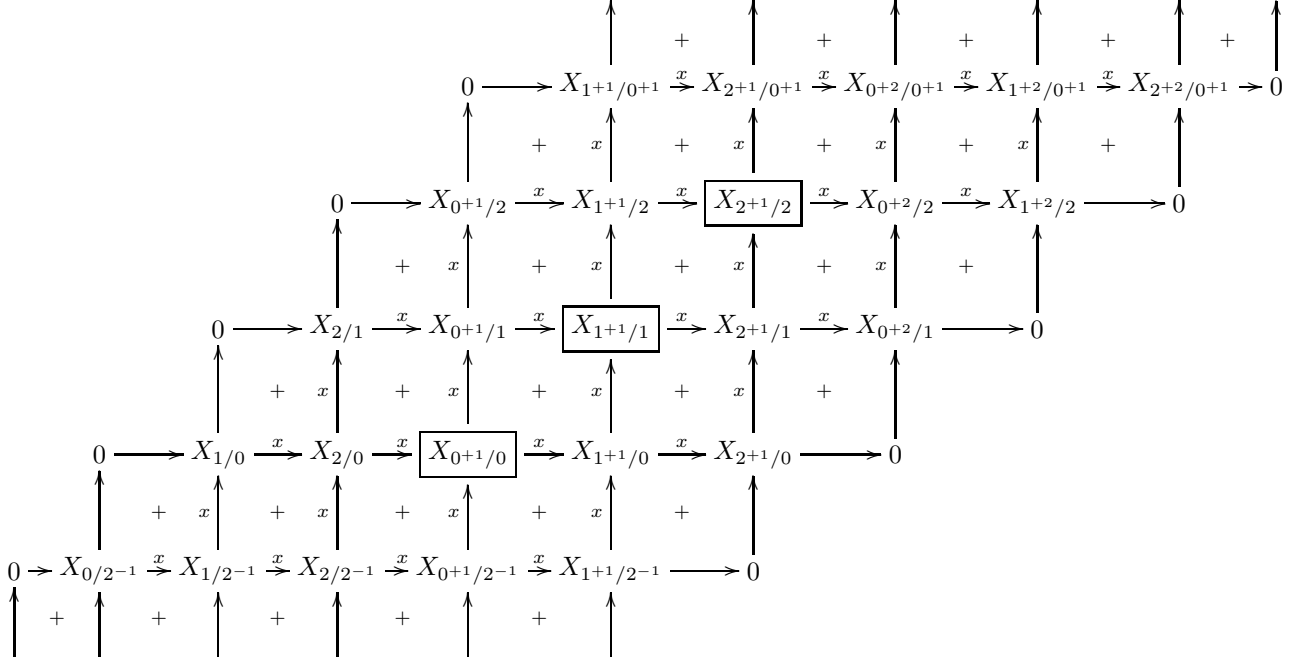 + + + + +
0 X_{1^{+1}/0^{+1}} x X_{2^{+1}/0^{+1}} x X_{0^{+2}/0^{+1}} x X_{1^{+2}/0^{+1}} x X_{2^{+2}/0^{+1}} 0
+ x + x + x + x +
0 X_{0^{+1}/2} x X_{1^{+1}/2} x X_{2^{+1}/2} x X_{0^{+2}/2} x X_{1^{+2}/2} 0
+ x + x + x + x +
0 X_{2/1} x X_{0^{+1}/1} x X_{1^{+1}/1} x X_{2^{+1}/1} x X_{0^{+2}/1} 0
+ x + x + x + x +
0 X_{1/0} x X_{2/0} x X_{0^{+1}/0} x X_{1^{+1}/0} x X_{2^{+1}/0} 0
+ x + x + x + x +
0 X_{0/2^{-1}} x X_{1/2^{-1}} x X_{2/2^{-1}} x X_{0^{+1}/2^{-1}} x X_{1^{+1}/2^{-1}} 0
+ + + + +